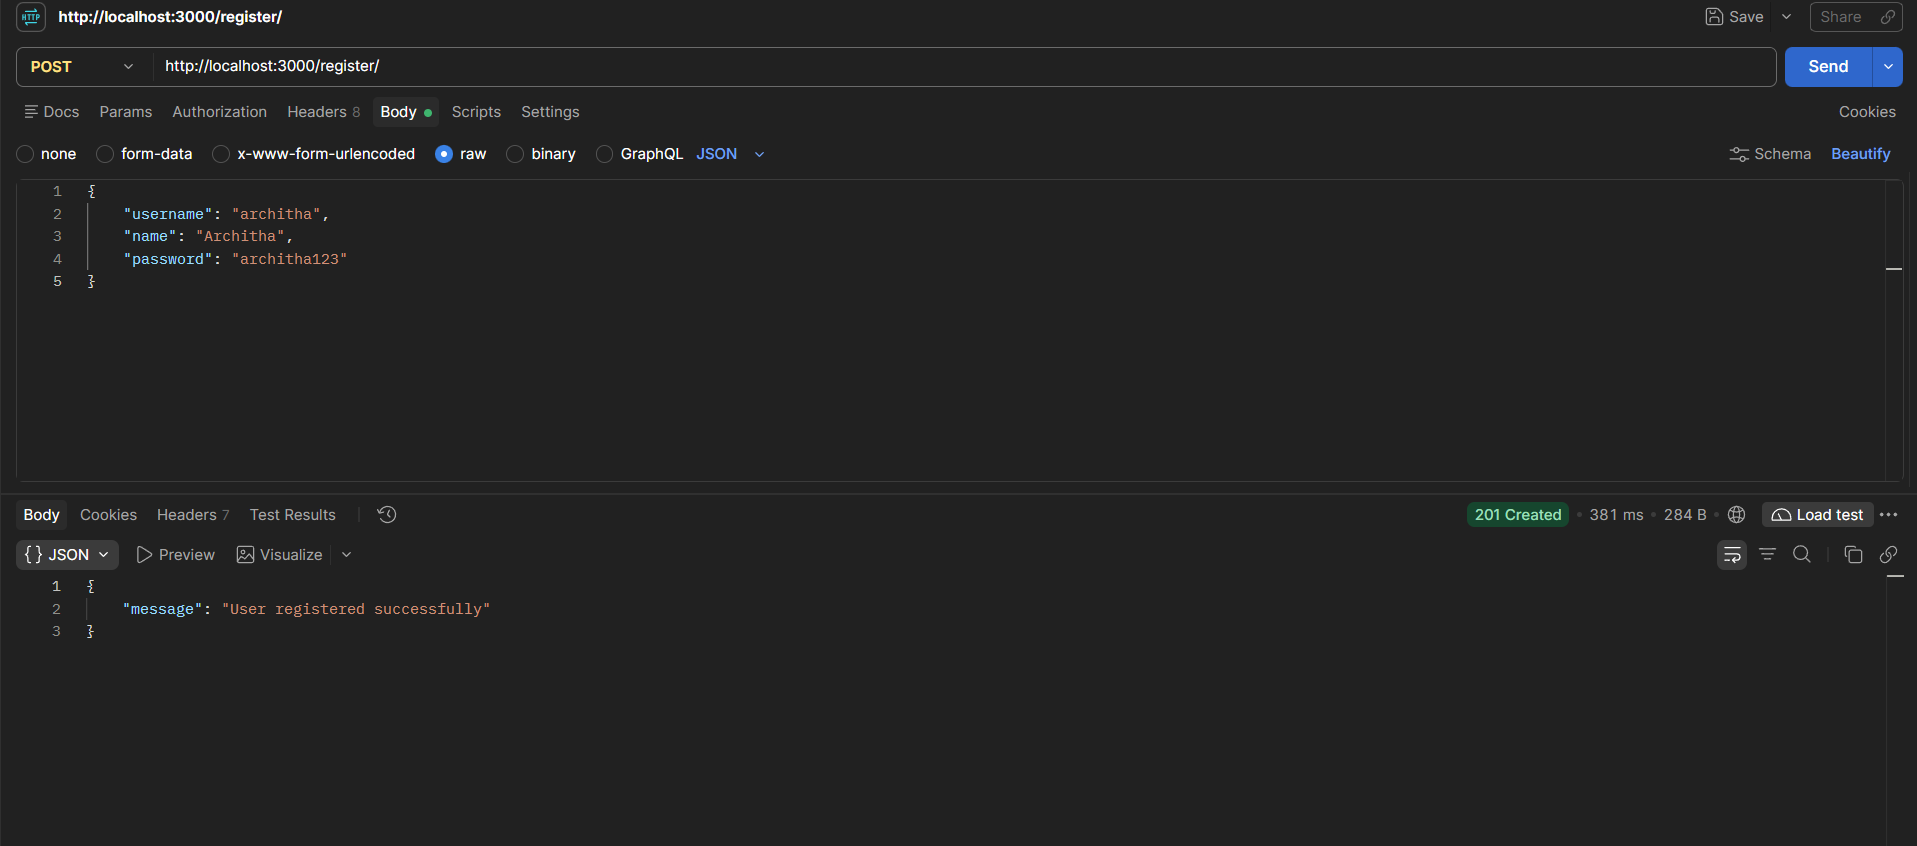 HTTP http://localhost:3000/register/ Save Share
POST http://localhost:3000/register/ Send
Docs Params Authorization Headers 8 Body Scripts Settings Cookies
none form-data x-www-form-urlencoded raw binary GraphQL JSON Schema Beautify
1 {
2 "username": "architha",
3 "name": "Architha",
4 "password": "architha123"
5 }
Body Cookies Headers 7 Test Results 201 Created • 381 ms • 284 B • Load test
{} JSON Preview Visualize
1 {
2 "message": "User registered successfully"
3 }